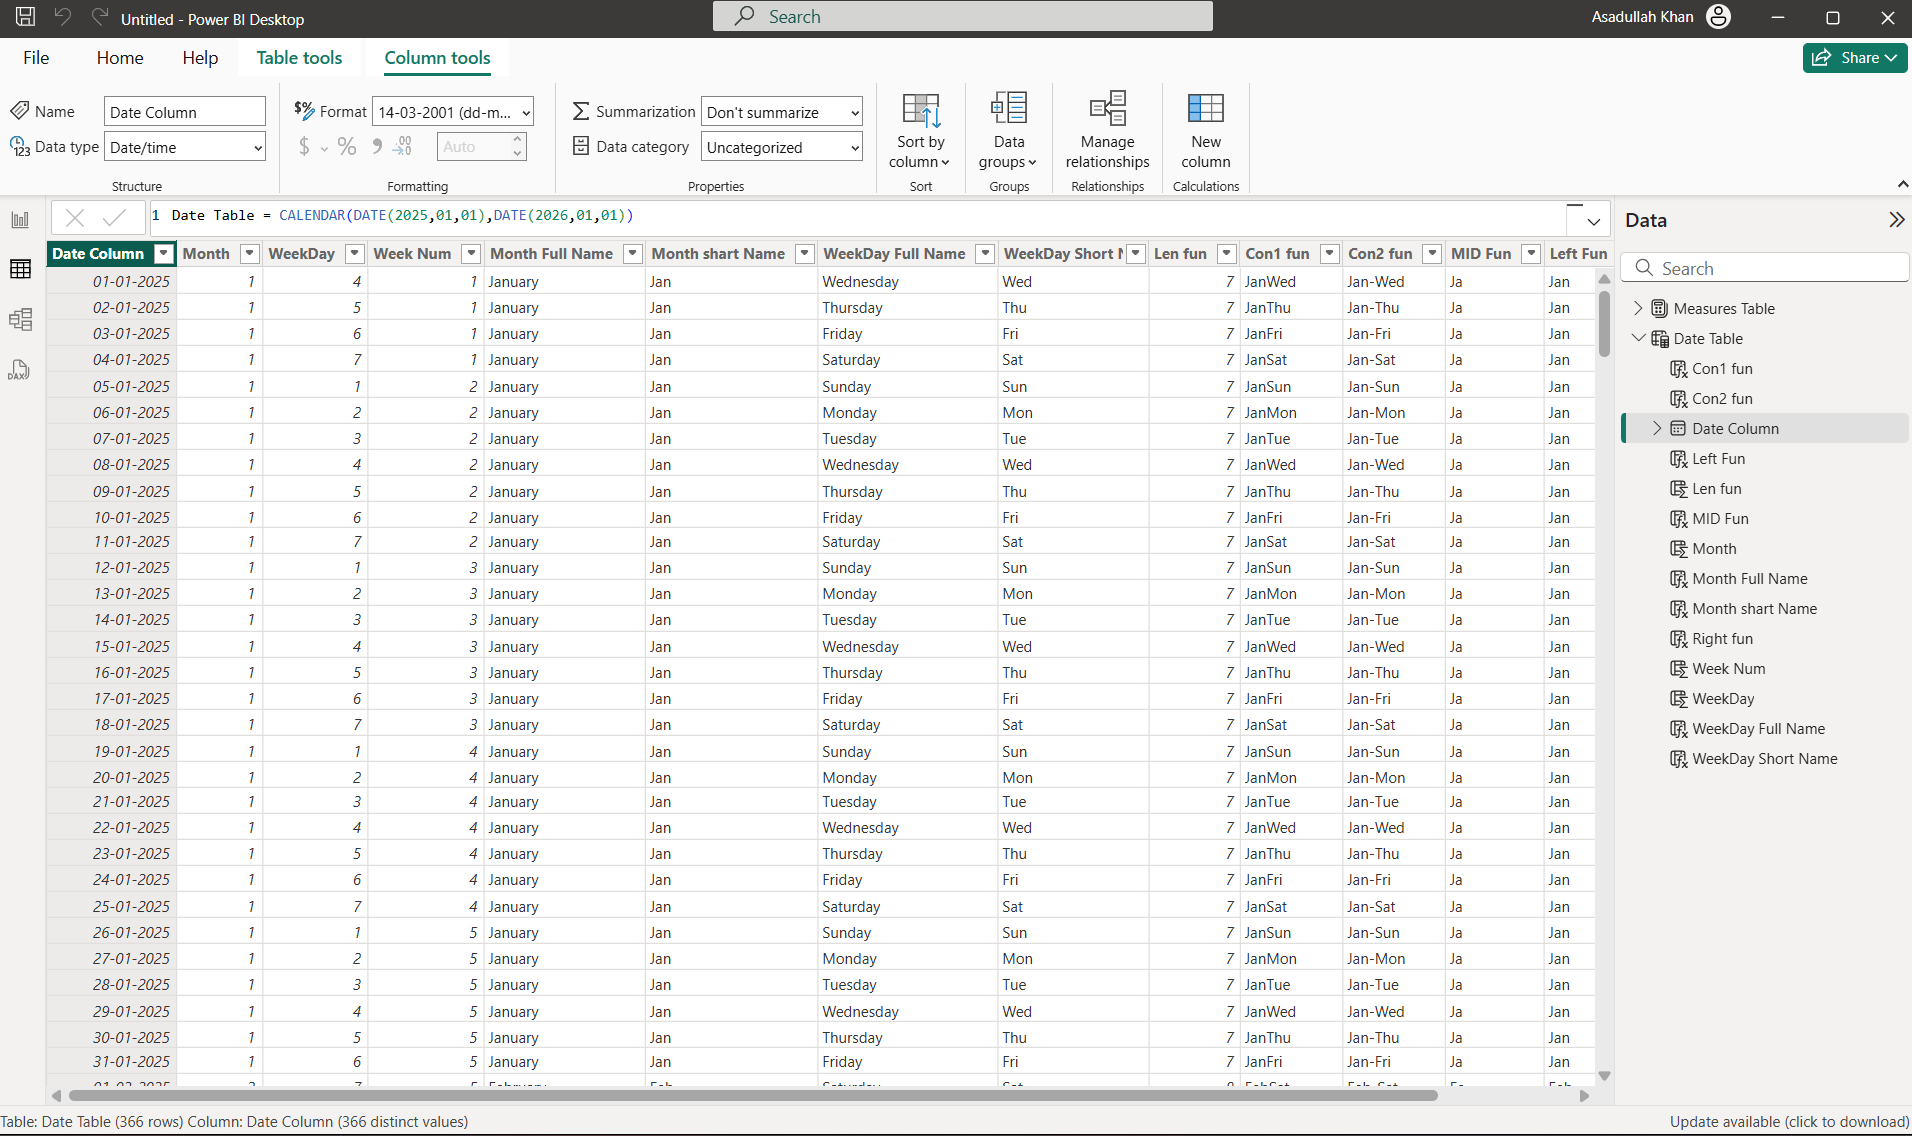 Untitled - Power BI Desktop
Search
Asadullah Khan
File Home Help Table tools Column tools
Share
Name Date Column
Data type Date/time
Structure
Format 14-03-2001 (dd-m...
$ % 9 .00 Auto
Formatting
Summarization Don't summarize
Data category Uncategorized
Properties
Sort by column
Sort
Data groups
Groups
Manage relationships
Relationships
New column
Calculations
1 Date Table = CALENDAR(DATE(2025,01,01),DATE(2026,01,01))
Date Column Month WeekDay Week Num Month Full Name Month shart Name WeekDay Full Name WeekDay Short Len fun Con1 fun Con2 fun MID Fun Left Fun
01-01-2025 1 4 1 January Jan Wednesday Wed 7 JanWed Jan-Wed Ja Jan
02-01-2025 1 5 1 January Jan Thursday Thu 7 JanThu Jan-Thu Ja Jan
03-01-2025 1 6 1 January Jan Friday Fri 7 JanFri Jan-Fri Ja Jan
04-01-2025 1 7 1 January Jan Saturday Sat 7 JanSat Jan-Sat Ja Jan
05-01-2025 1 1 2 January Jan Sunday Sun 7 JanSun Jan-Sun Ja Jan
06-01-2025 1 2 2 January Jan Monday Mon 7 JanMon Jan-Mon Ja Jan
07-01-2025 1 3 2 January Jan Tuesday Tue 7 JanTue Jan-Tue Ja Jan
08-01-2025 1 4 2 January Jan Wednesday Wed 7 JanWed Jan-Wed Ja Jan
09-01-2025 1 5 2 January Jan Thursday Thu 7 JanThu Jan-Thu Ja Jan
10-01-2025 1 6 2 January Jan Friday Fri 7 JanFri Jan-Fri Ja Jan
11-01-2025 1 7 2 January Jan Saturday Sat 7 JanSat Jan-Sat Ja Jan
12-01-2025 1 1 3 January Jan Sunday Sun 7 JanSun Jan-Sun Ja Jan
13-01-2025 1 2 3 January Jan Monday Mon 7 JanMon Jan-Mon Ja Jan
14-01-2025 1 3 3 January Jan Tuesday Tue 7 JanTue Jan-Tue Ja Jan
15-01-2025 1 4 3 January Jan Wednesday Wed 7 JanWed Jan-Wed Ja Jan
16-01-2025 1 5 3 January Jan Thursday Thu 7 JanThu Jan-Thu Ja Jan
17-01-2025 1 6 3 January Jan Friday Fri 7 JanFri Jan-Fri Ja Jan
18-01-2025 1 7 3 January Jan Saturday Sat 7 JanSat Jan-Sat Ja Jan
19-01-2025 1 1 4 January Jan Sunday Sun 7 JanSun Jan-Sun Ja Jan
20-01-2025 1 2 4 January Jan Monday Mon 7 JanMon Jan-Mon Ja Jan
21-01-2025 1 3 4 January Jan Tuesday Tue 7 JanTue Jan-Tue Ja Jan
22-01-2025 1 4 4 January Jan Wednesday Wed 7 JanWed Jan-Wed Ja Jan
23-01-2025 1 5 4 January Jan Thursday Thu 7 JanThu Jan-Thu Ja Jan
24-01-2025 1 6 4 January Jan Friday Fri 7 JanFri Jan-Fri Ja Jan
25-01-2025 1 7 4 January Jan Saturday Sat 7 JanSat Jan-Sat Ja Jan
26-01-2025 1 1 5 January Jan Sunday Sun 7 JanSun Jan-Sun Ja Jan
27-01-2025 1 2 5 January Jan Monday Mon 7 JanMon Jan-Mon Ja Jan
28-01-2025 1 3 5 January Jan Tuesday Tue 7 JanTue Jan-Tue Ja Jan
29-01-2025 1 4 5 January Jan Wednesday Wed 7 JanWed Jan-Wed Ja Jan
30-01-2025 1 5 5 January Jan Thursday Thu 7 JanThu Jan-Thu Ja Jan
31-01-2025 1 6 5 January Jan Friday Fri 7 JanFri Jan-Fri Ja Jan
Data
Search
Measures Table
Date Table
Con1 fun
Con2 fun
Date Column
Left Fun
Len fun
MID Fun
Month
Month Full Name
Month shart Name
Right fun
Week Num
WeekDay
WeekDay Full Name
WeekDay Short Name
DAX
Table: Date Table (366 rows) Column: Date Column (366 distinct values)
Update available (click to download)